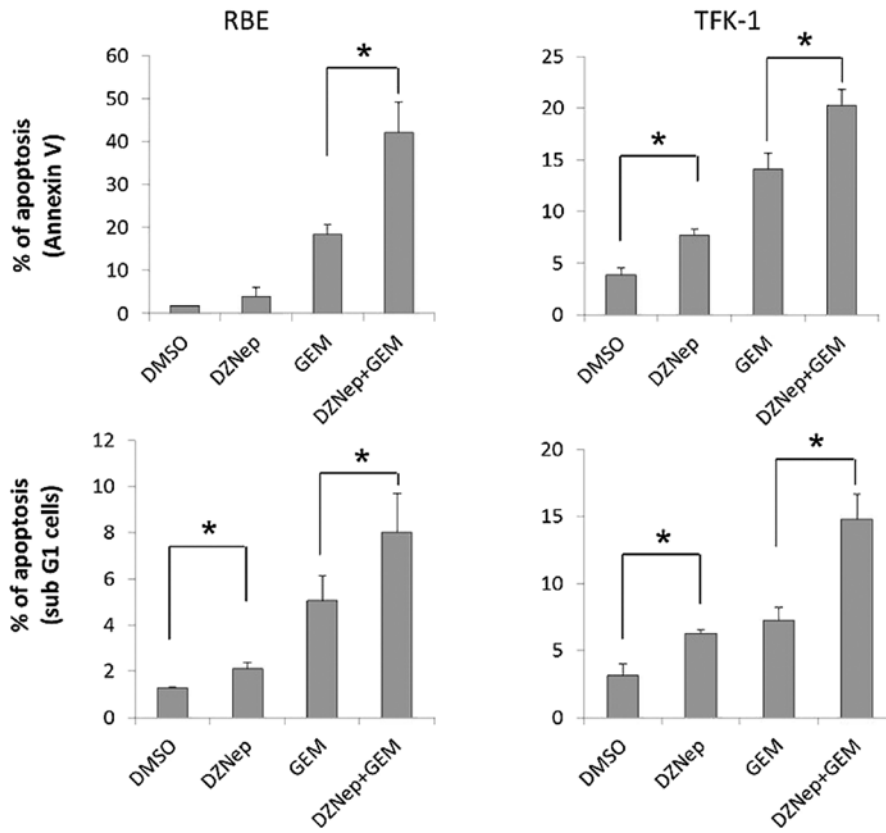 RBE
TFK-1
% of apoptosis
(Annexin V)
60
50
40
30
20
10
0
*
DMSO
DZNep
GEM
DZNep+GEM
25
20
15
10
5
0
*
*
DMSO
DZNep
GEM
DZNep+GEM
% of apoptosis
(sub G1 cells)
12
10
8
6
4
2
0
*
*
DMSO
DZNep
GEM
DZNep+GEM
20
15
10
5
0
*
*
DMSO
DZNep
GEM
DZNep+GEM